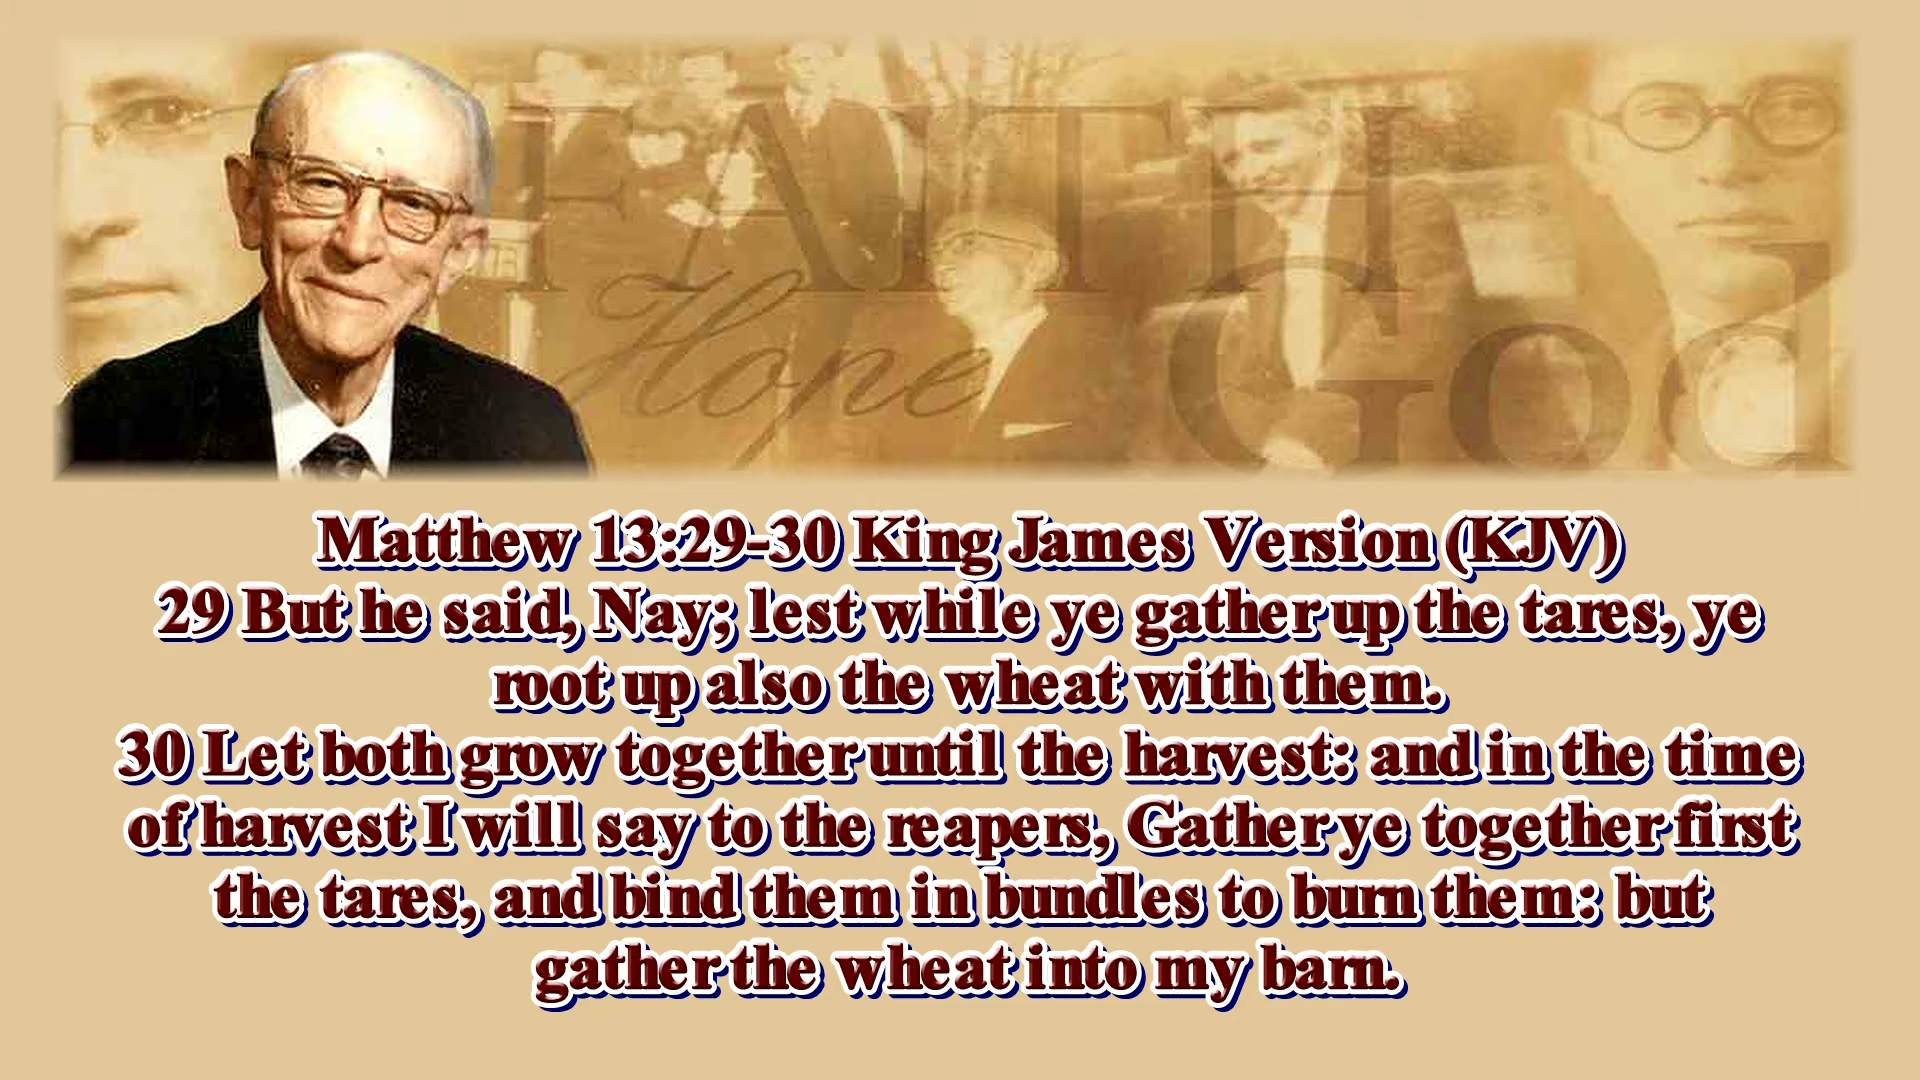 FAITH
Hope
God
Matthew 13:29-30 King James Version (KJV)
29 But he said, Nay; lest while ye gather up the tares, ye
root up also the wheat with them.
30 Let both grow together until the harvest: and in the time
of harvest I will say to the reapers, Gather ye together first
the tares, and bind them in bundles to burn them: but
gather the wheat into my barn.